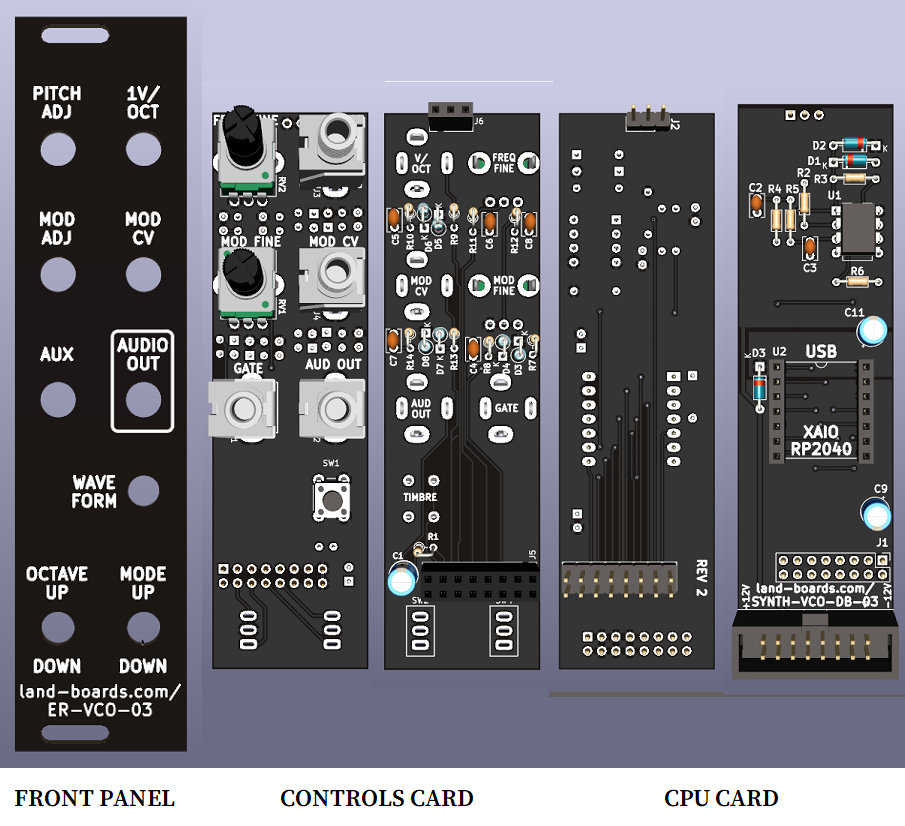 PITCH
ADJ
1V/
OCT
MOD
ADJ
MOD
CV
AUX
AUDIO
OUT
WAVE
FORM
OCTAVE
UP
MODE
UP
DOWN
DOWN
land-boards.com/
ER-VCO-03
RV2
J3
MOD FINE
MOD CV
RV1
J4
GATE
AUD OUT
SW1
J6
V/
OCT
FREQ
FINE
C5
R10
D6
K
D5
R9
R11
C6
R12
C8
MOD
CV
MOD
FINE
C7
R14
D8
K
D7
K
R13
C4
R8
D4
K
D3
R7
AUD
OUT
GATE
TIMBRE
R1
C1
J5
J2
REV 2
D2
K
D1
K
R3
R2
C2
R4
R5
U1
C3
R6
C11
K
D3
U2
USB
XAIO
RP2040
C9
J1
land-boards.com/
SYNTH-VCO-DB-03
+12V
-12V
FRONT PANEL
CONTROLS CARD
CPU CARD